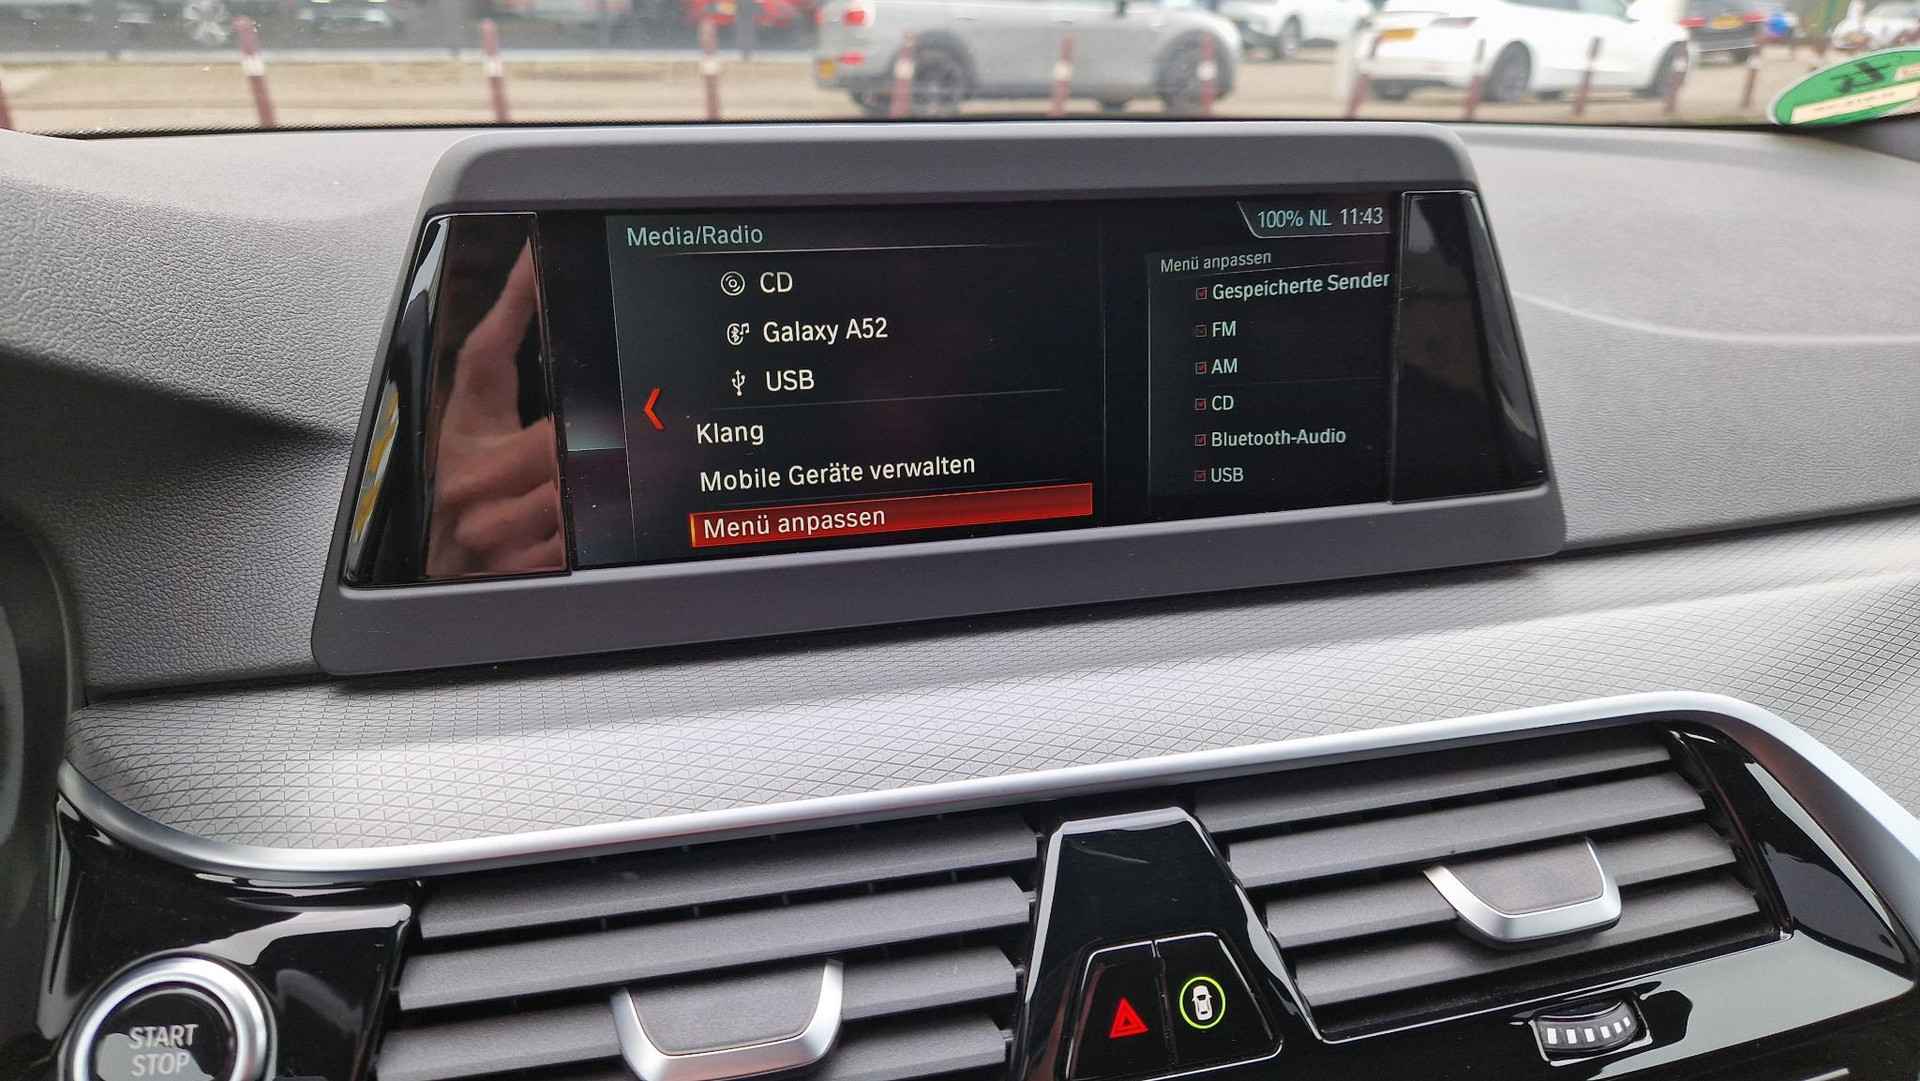 100% NL 11:43
Media/Radio
CD
Galaxy A52
USB
Klang
Mobile Geräte verwalten
Menü anpassen
Menü anpassen
Gespeicherte Sender
FM
AM
CD
Bluetooth-Audio
USB
START
STOP